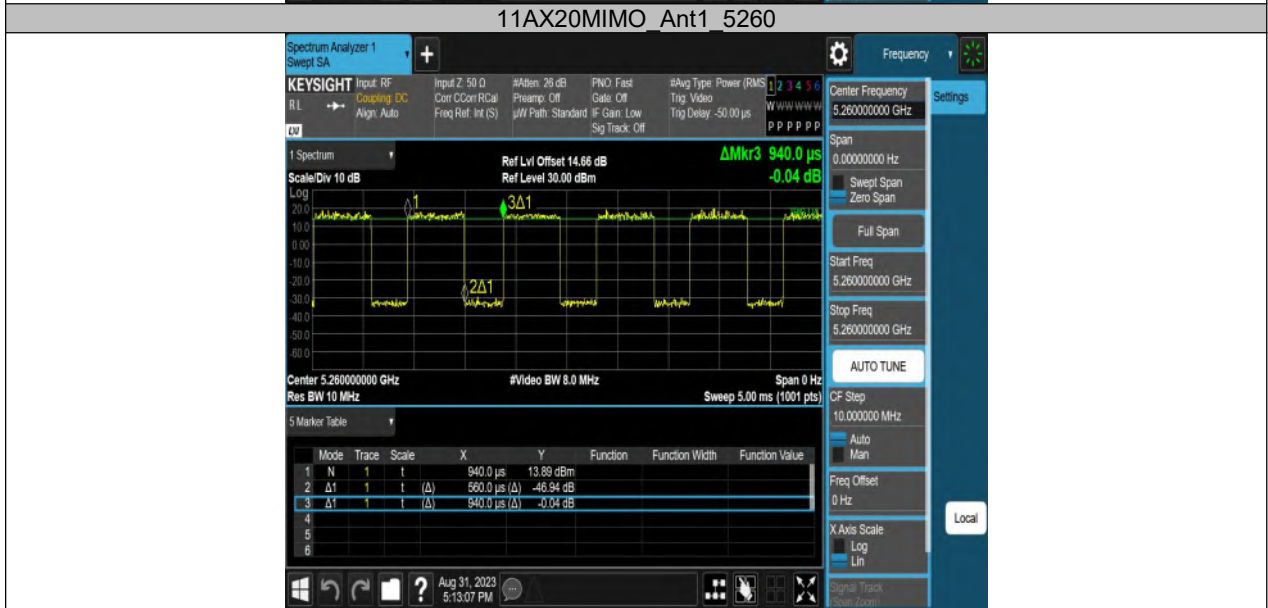 11AX20MIMO_Ant1_5260
Spectrum Analyzer 1
Swept SA
+
Frequency
KEYSIGHT
RL
LXI
Input: RF
Coupling: DC
Align: Auto
Input Z: 50 Ω
Corr CCorr RCal
Freq Ref: Int (S)
#Atten: 26 dB
Preamp: Off
µW Path: Standard
PNO: Fast
Gate: Off
IF Gain: Low
Sig Track: Off
#Avg Type: Power (RMS
Trig: Video
Trig Delay: -50.00 µs
1 2 3 4 5 6
W W W W W W
P P P P P P
1 Spectrum
Scale/Div 10 dB
Ref Lvl Offset 14.66 dB
Ref Level 30.00 dBm
ΔMkr3 940.0 µs
-0.04 dB
Log
20.0
10.0
0.00
-10.0
-20.0
-30.0
-40.0
-50.0
-60.0
1
3Δ1
2Δ1
Center 5.260000000 GHz
#Video BW 8.0 MHz
Span 0 Hz
Res BW 10 MHz
Sweep 5.00 ms (1001 pts)
5 Marker Table
Mode Trace Scale X Y Function Function Width Function Value
1 N 1 t 940.0 µs 13.89 dBm
2 Δ1 1 t (Δ) 560.0 µs (Δ) -46.94 dB
3 Δ1 1 t (Δ) 940.0 µs (Δ) -0.04 dB
4
5
6
Aug 31, 2023
5:13:07 PM
Center Frequency
5.260000000 GHz
Settings
Span
0.00000000 Hz
Swept Span
Zero Span
Full Span
Start Freq
5.260000000 GHz
Stop Freq
5.260000000 GHz
AUTO TUNE
CF Step
10.000000 MHz
Auto
Man
Freq Offset
0 Hz
X Axis Scale
Log
Lin
Local
Signal Track
(Span Zoom)